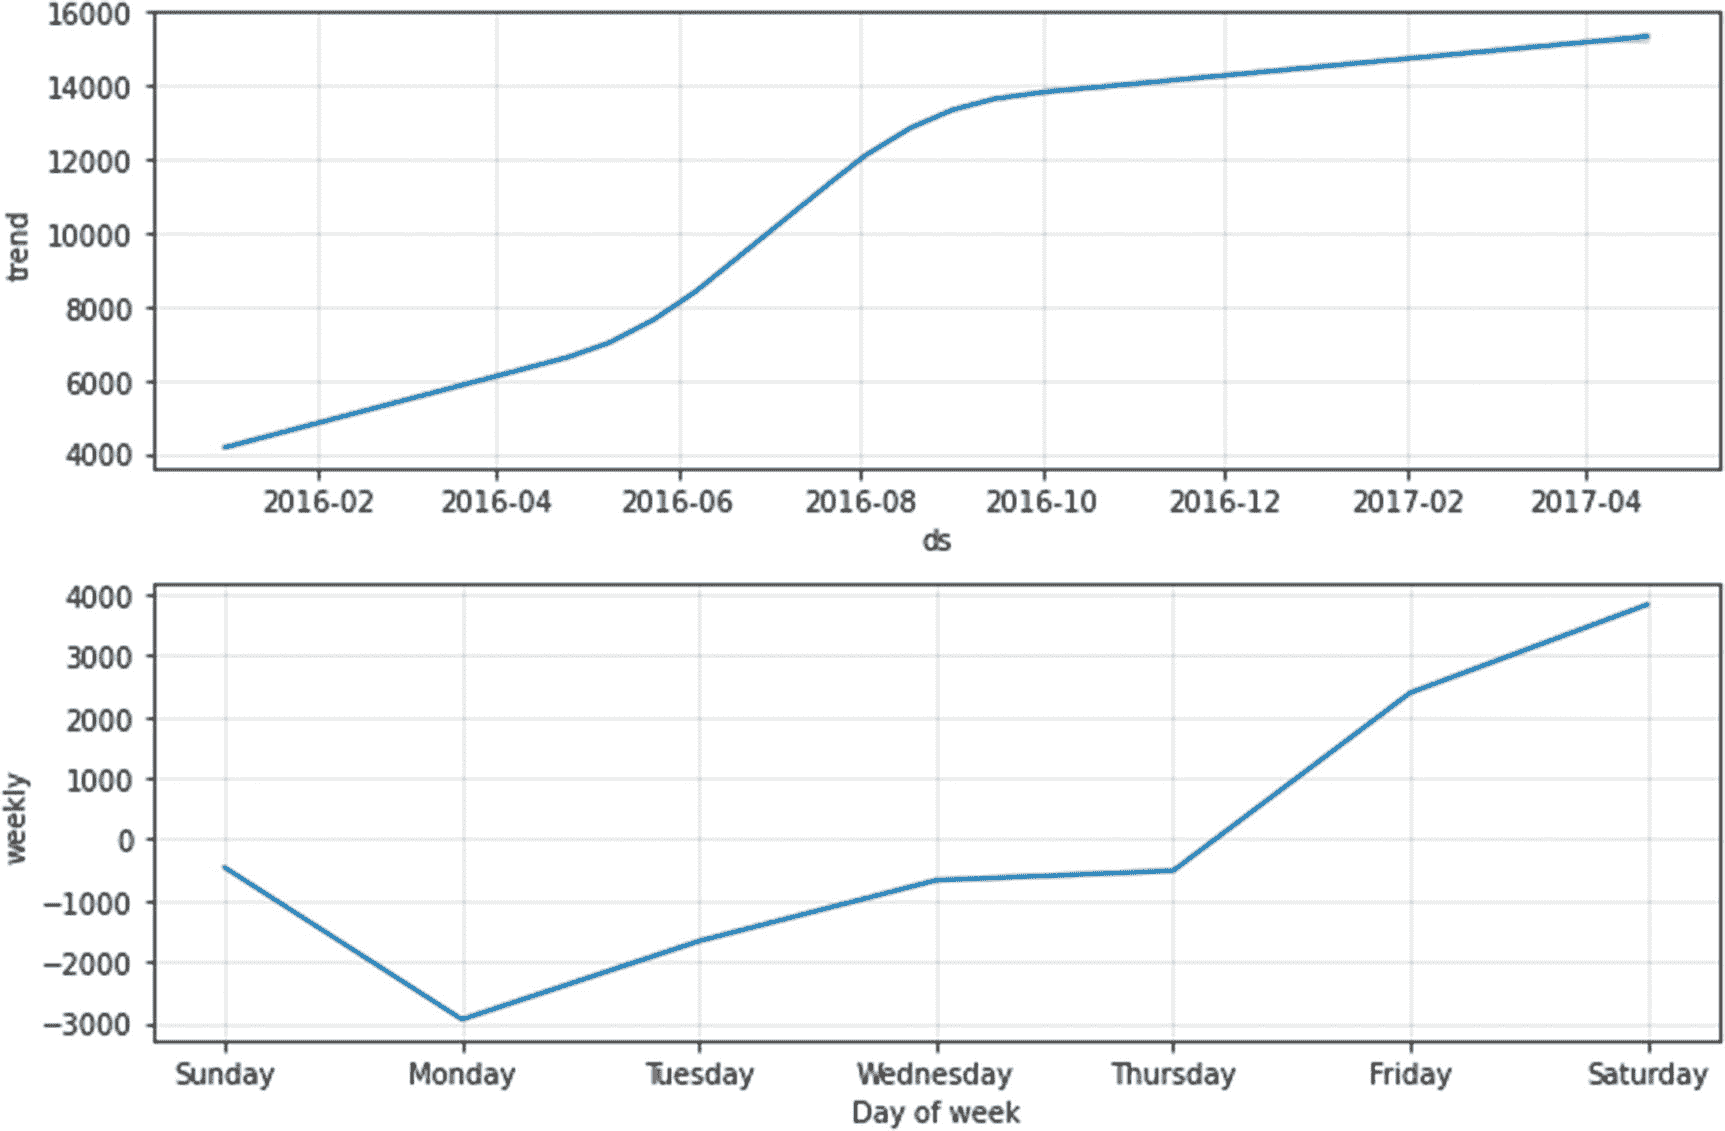 16000
14000
12000
10000
8000
6000
4000
trend
2016-02 2016-04 2016-06 2016-08 2016-10 2016-12 2017-02 2017-04
ds
4000
3000
2000
1000
0
−1000
−2000
−3000
weekly
Sunday Monday Tuesday Wednesday Thursday Friday Saturday
Day of week